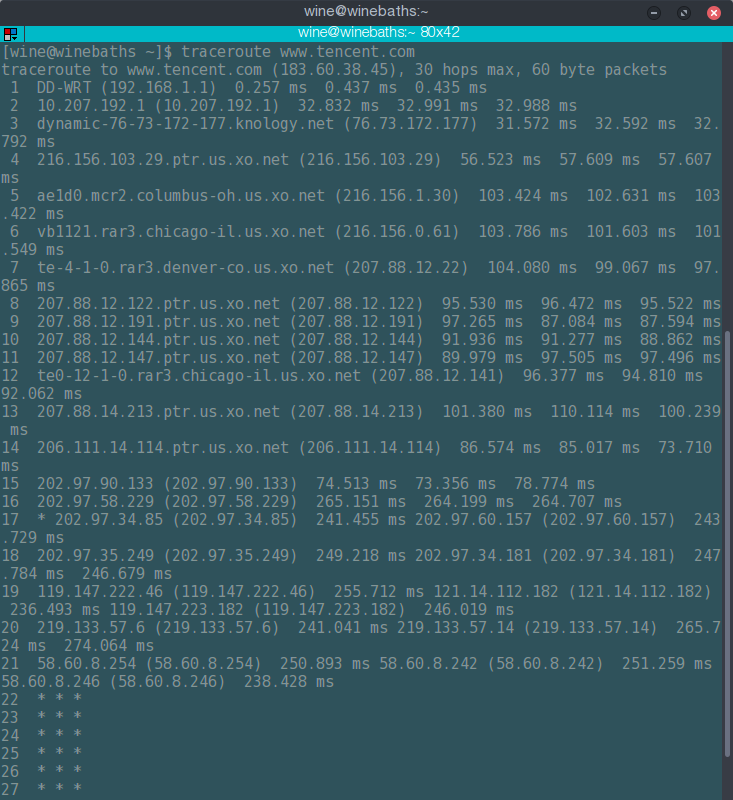 wine@winebaths:~
wine@winebaths:~ 80x42
[wine@winebaths ~]$ traceroute www.tencent.com
traceroute to www.tencent.com (183.60.38.45), 30 hops max, 60 byte packets
 1  DD-WRT (192.168.1.1)  0.257 ms  0.437 ms  0.435 ms
 2  10.207.192.1 (10.207.192.1)  32.832 ms  32.991 ms  32.988 ms
 3  dynamic-76-73-172-177.knology.net (76.73.172.177)  31.572 ms  32.592 ms  32.
792 ms
 4  216.156.103.29.ptr.us.xo.net (216.156.103.29)  56.523 ms  57.609 ms  57.607
ms
 5  ae1d0.mcr2.columbus-oh.us.xo.net (216.156.1.30)  103.424 ms  102.631 ms  103
.422 ms
 6  vb1121.rar3.chicago-il.us.xo.net (216.156.0.61)  103.786 ms  101.603 ms  101
.549 ms
 7  te-4-1-0.rar3.denver-co.us.xo.net (207.88.12.22)  104.080 ms  99.067 ms  97.
865 ms
 8  207.88.12.122.ptr.us.xo.net (207.88.12.122)  95.530 ms  96.472 ms  95.522 ms
 9  207.88.12.191.ptr.us.xo.net (207.88.12.191)  97.265 ms  87.084 ms  87.594 ms
10  207.88.12.144.ptr.us.xo.net (207.88.12.144)  91.936 ms  91.277 ms  88.862 ms
11  207.88.12.147.ptr.us.xo.net (207.88.12.147)  89.979 ms  97.505 ms  97.496 ms
12  te0-12-1-0.rar3.chicago-il.us.xo.net (207.88.12.141)  96.377 ms  94.810 ms
92.062 ms
13  207.88.14.213.ptr.us.xo.net (207.88.14.213)  101.380 ms  110.114 ms  100.239
 ms
14  206.111.14.114.ptr.us.xo.net (206.111.14.114)  86.574 ms  85.017 ms  73.710
ms
15  202.97.90.133 (202.97.90.133)  74.513 ms  73.356 ms  78.774 ms
16  202.97.58.229 (202.97.58.229)  265.151 ms  264.199 ms  264.707 ms
17  * 202.97.34.85 (202.97.34.85)  241.455 ms 202.97.60.157 (202.97.60.157)  243
.729 ms
18  202.97.35.249 (202.97.35.249)  249.218 ms 202.97.34.181 (202.97.34.181)  247
.784 ms  246.679 ms
19  119.147.222.46 (119.147.222.46)  255.712 ms 121.14.112.182 (121.14.112.182)
 236.493 ms 119.147.223.182 (119.147.223.182)  246.019 ms
20  219.133.57.6 (219.133.57.6)  241.041 ms 219.133.57.14 (219.133.57.14)  265.7
24 ms  274.064 ms
21  58.60.8.254 (58.60.8.254)  250.893 ms 58.60.8.242 (58.60.8.242)  251.259 ms
58.60.8.246 (58.60.8.246)  238.428 ms
22  * * *
23  * * *
24  * * *
25  * * *
26  * * *
27  * * *